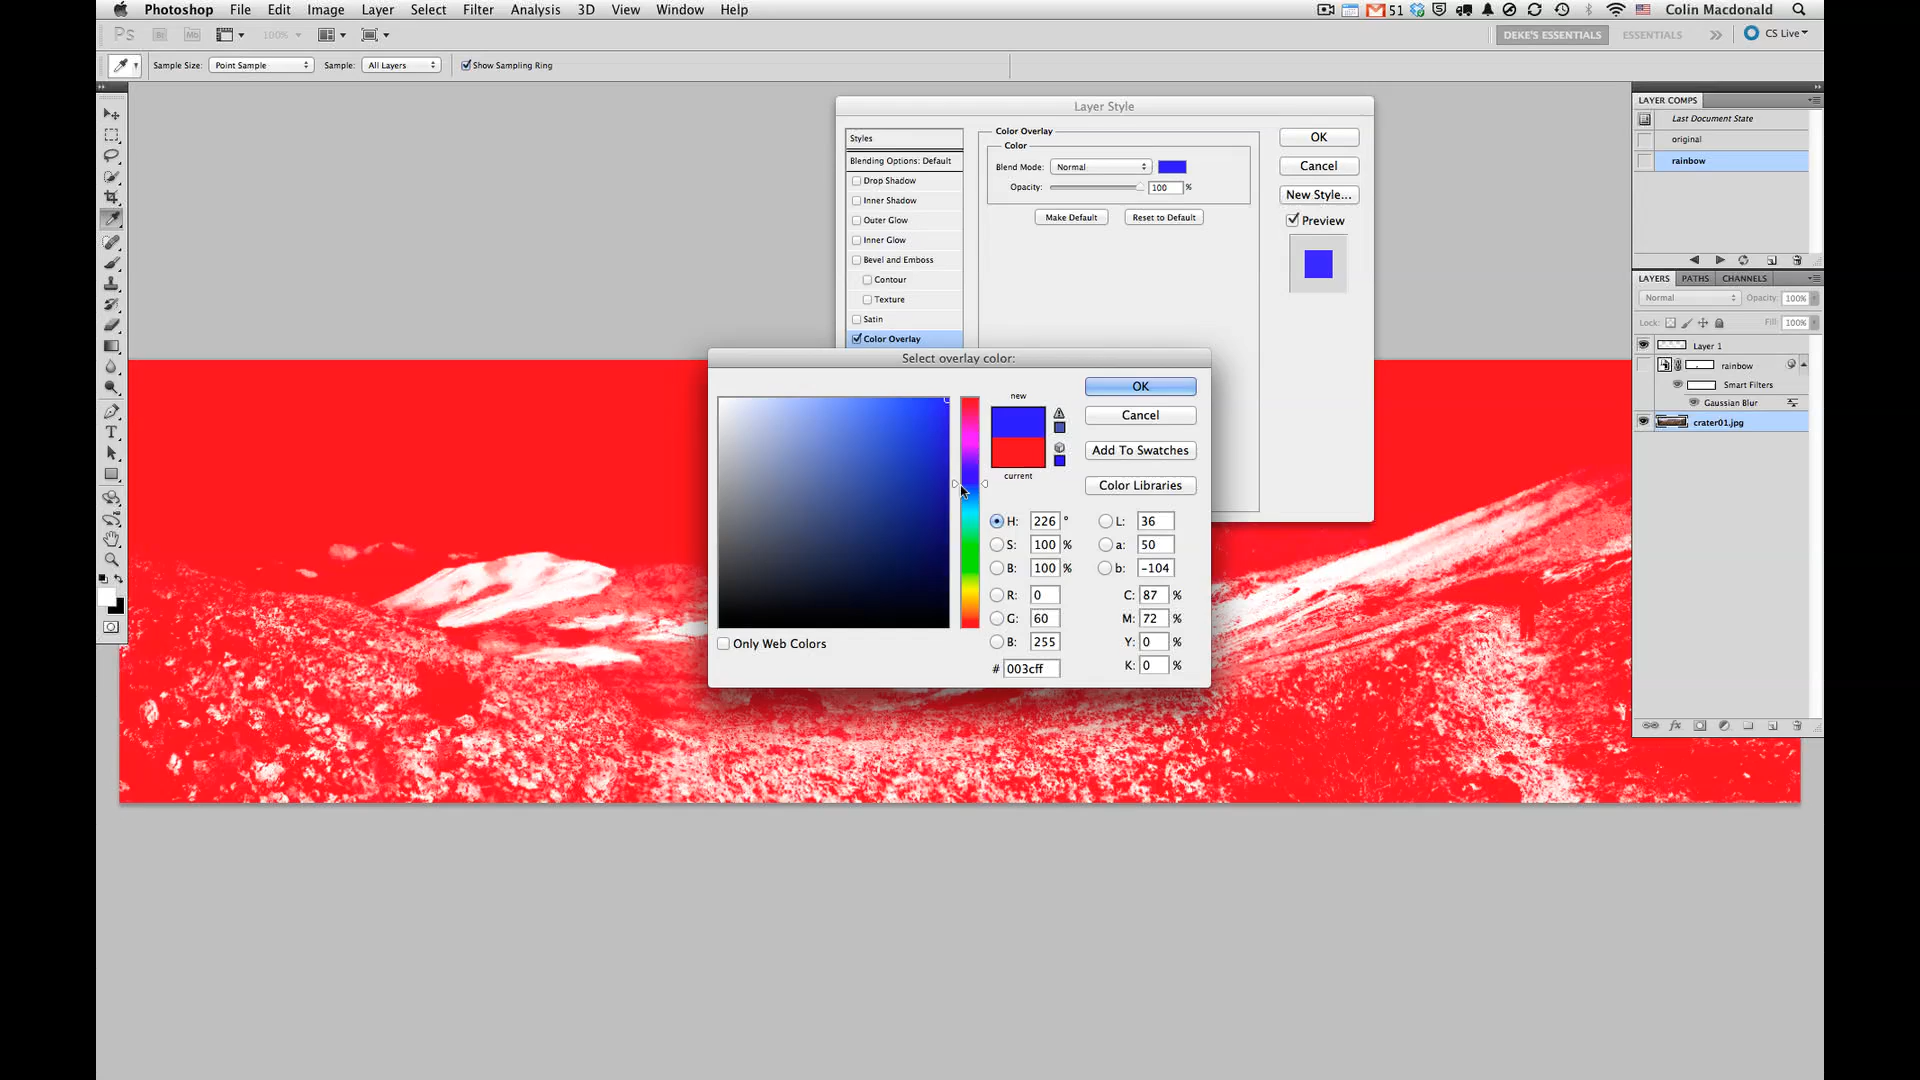 Photoshop File Edit Image Layer Select Filter Analysis 3D View Window Help 51 Colin Macdonald
Ps Br Mb 100% DEKE'S ESSENTIALS ESSENTIALS CS Live
Sample Size: Point Sample Sample: All Layers Show Sampling Ring
Layer Style
Styles
Blending Options: Default
Drop Shadow
Inner Shadow
Outer Glow
Inner Glow
Bevel and Emboss
Contour
Texture
Satin
Color Overlay
Color Overlay
Color
Blend Mode: Normal
Opacity: 100 %
Make Default Reset to Default
OK
Cancel
New Style...
Preview
Select overlay color:
new
current
OK
Cancel
Add To Swatches
Color Libraries
H: 226 ° L: 36
S: 100 % a: 50
B: 100 % b: -104
R: 0 C: 87 %
G: 60 M: 72 %
B: 255 Y: 0 %
# 003cff K: 0 %
Only Web Colors
LAYER COMPS
Last Document State
original
rainbow
LAYERS PATHS CHANNELS
Normal Opacity: 100%
Lock: Fill: 100%
Layer 1
rainbow
Smart Filters
Gaussian Blur
crater01.jpg
fx
T